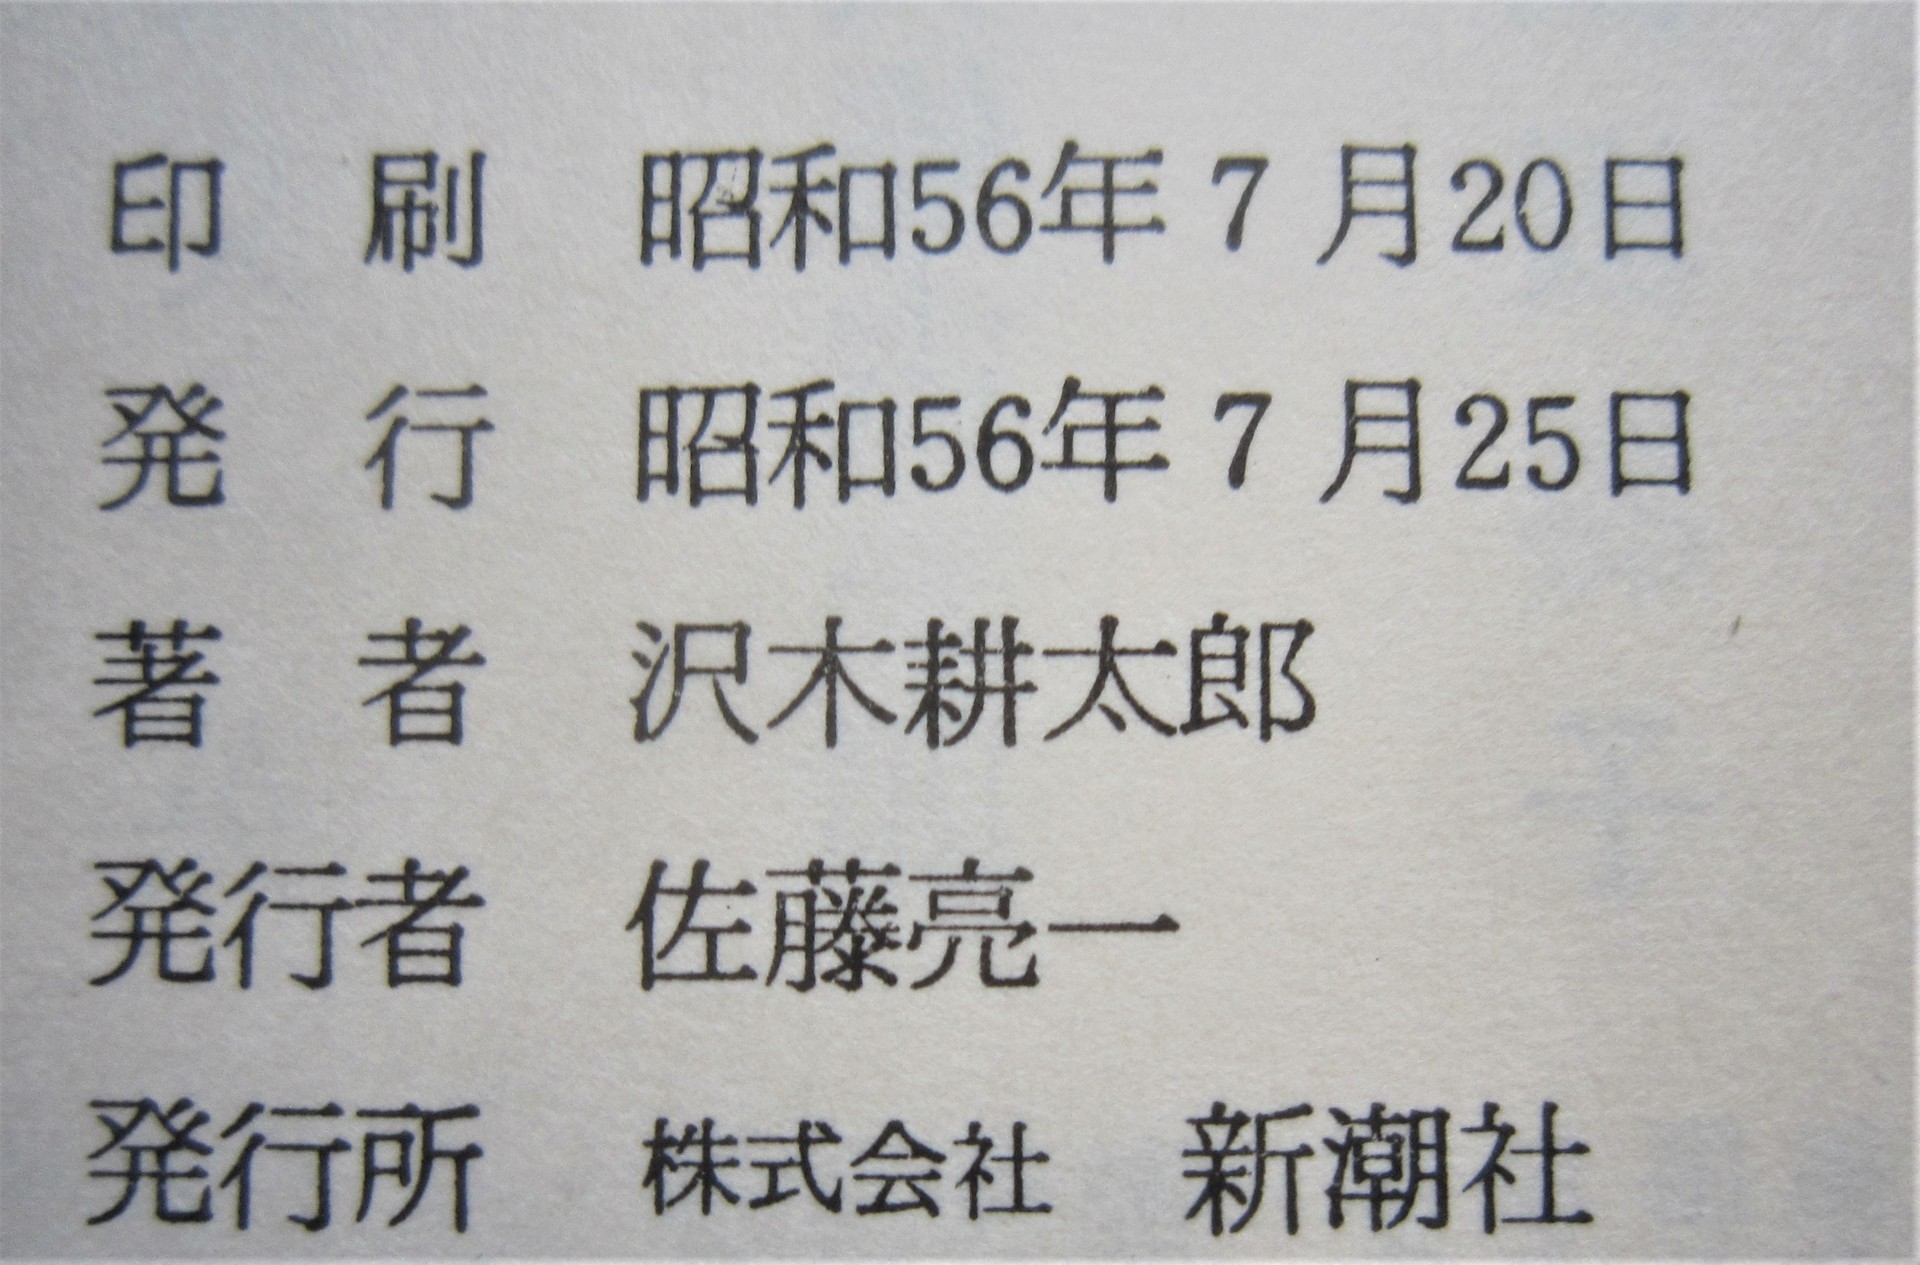 印　刷　昭和56年 7 月20日
発　行　昭和56年 7 月25日
著　者　沢木耕太郎
発行者　佐藤亮一
発行所　株式会社　新潮社